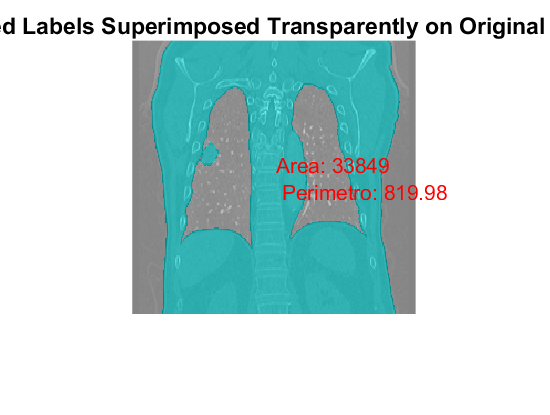 ed Labels Superimposed Transparently on Original
Area: 33849
Perimetro: 819.98